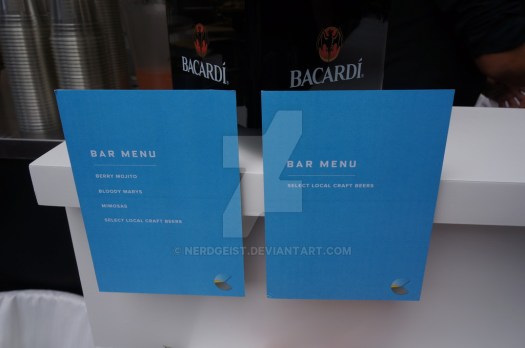 BACARDÍ
BACARDÍ
BAR MENU
BERRY MOJITO
BLOODY MARYS
MIMOSAS
SELECT LOCAL CRAFT BEERS
BAR MENU
SELECT LOCAL CRAFT BEERS
© NERDGEIST.DEVIANTART.COM